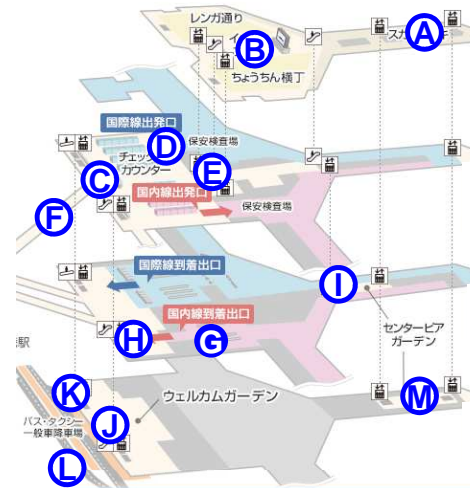 レンガ通り
A
B
ちょうちん横丁
国際線出発口
D
保安検査場
チェック
カウンター
E
C
国内線出発口
保安検査場
F
国際線到着出口
I
国内線到着出口
H
G
センターピア
ガーデン
駅
K
ウェルカムガーデン
M
J
バス・タクシー
一般車降車場
L